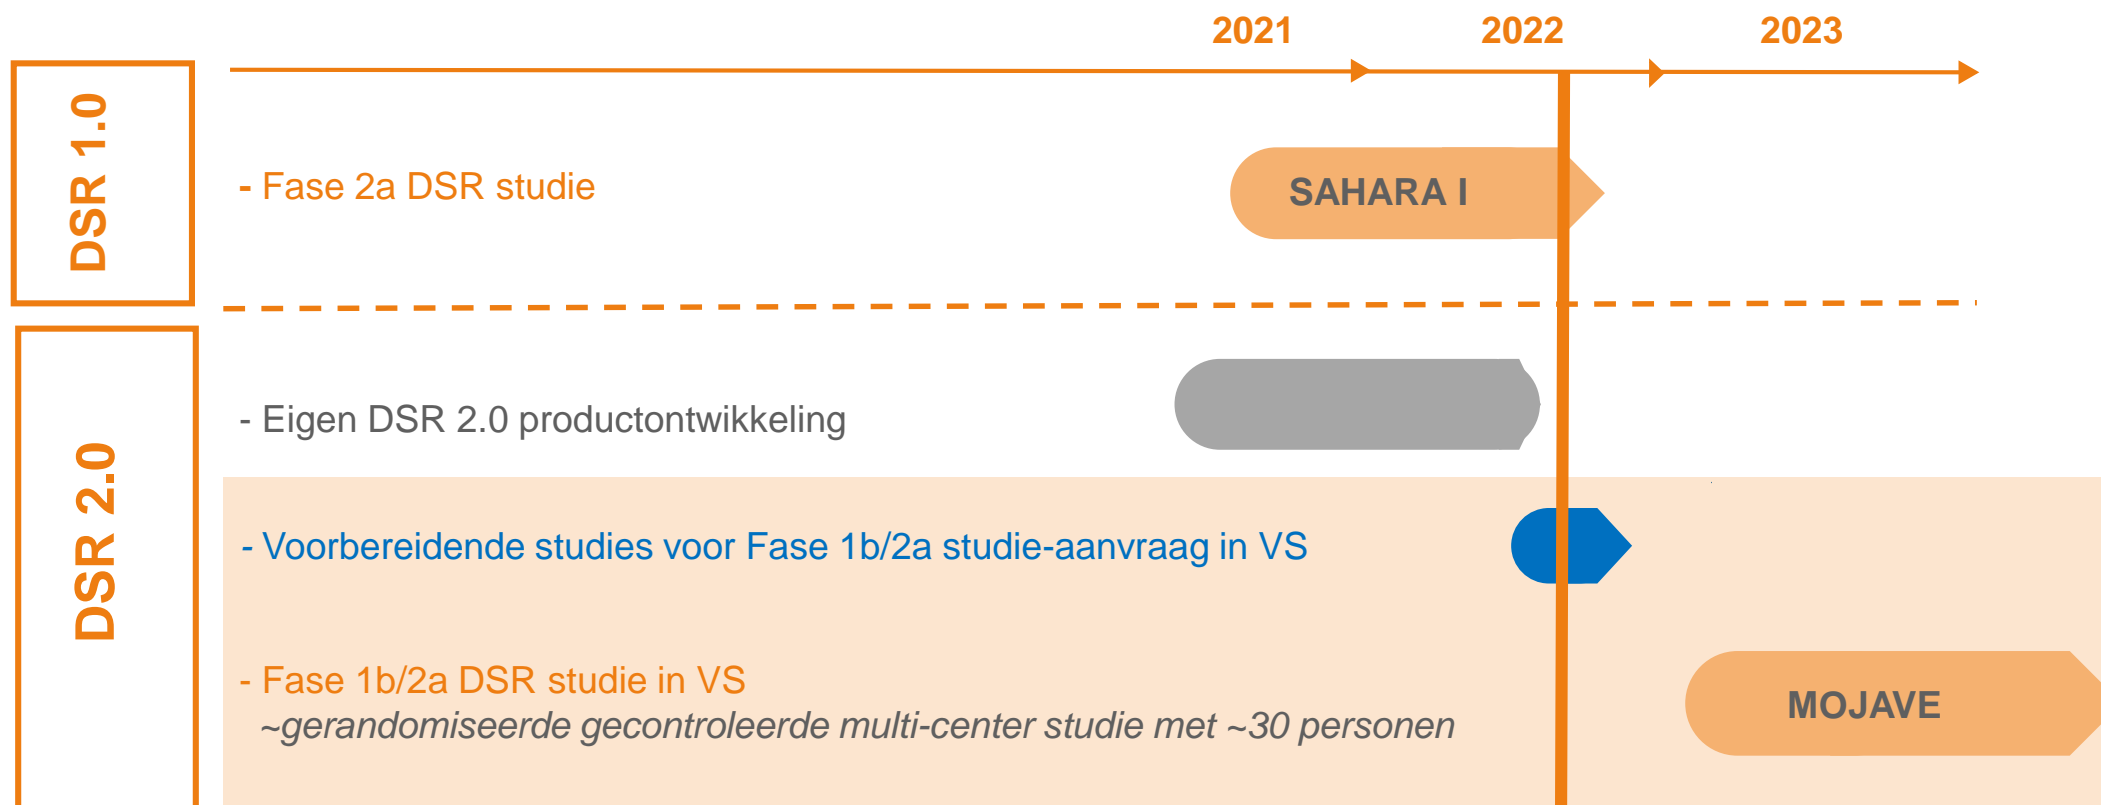 2021 2022 2023
DSR 1.0
- Fase 2a DSR studie
SAHARA I
DSR 2.0
- Eigen DSR 2.0 productontwikkeling
- Voorbereidende studies voor Fase 1b/2a studie-aanvraag in VS
- Fase 1b/2a DSR studie in VS
~gerandomiseerde gecontroleerde multi-center studie met ~30 personen
MOJAVE